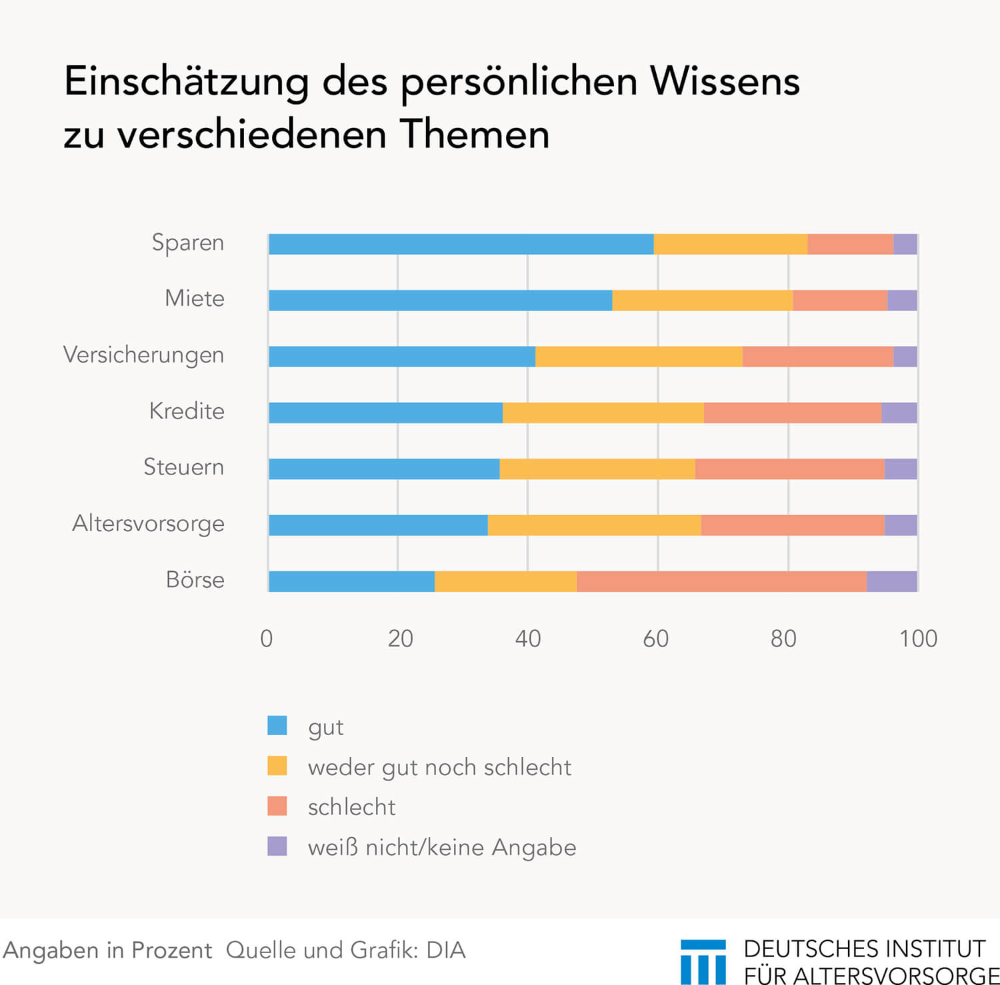 Einschätzung des persönlichen Wissens
zu verschiedenen Themen
Sparen
Miete
Versicherungen
Kredite
Steuern
Altersvorsorge
Börse
0 20 40 60 80 100
gut
weder gut noch schlecht
schlecht
weiß nicht/keine Angabe
Angaben in Prozent Quelle und Grafik: DIA
DEUTSCHES INSTITUT
FÜR ALTERSVORSORGE